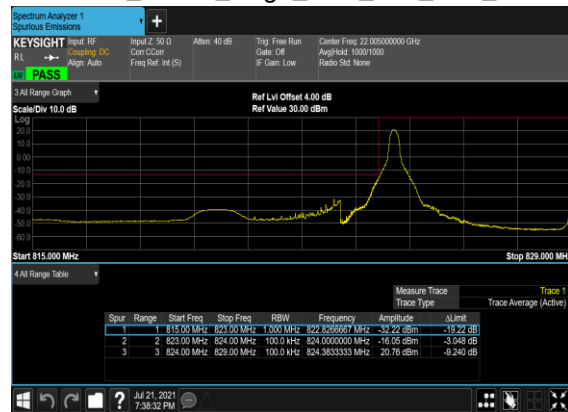 Spectrum Analyzer 1
Spurious Emissions
KEYSIGHT Input: RF Input Z: 50 Ω Atten: 40 dB Trig: Free Run Center Freq: 22.005000000 GHz
RL Coupling: DC Corr CCorr Gate: Off Avg|Hold: 1000/1000
Align: Auto Freq Ref: Int (S) IF Gain: Low Radio Std: None
PASS
3 All Range Graph
Ref Lvl Offset 4.00 dB
Scale/Div 10.0 dB Ref Value 30.00 dBm
Log
20.0
10.0
0.00
-10.0
-20.0
-30.0
-40.0
-50.0
-60.0
Start 815.000 MHz Stop 829.000 MH
4 All Range Table
Measure Trace Trace 1
Trace Type Trace Average (Active)
Spur Range Start Freq Stop Freq RBW Frequency Amplitude ΔLimit
1 1 815.00 MHz 823.00 MHz 1.000 MHz 822.8266667 MHz -32.22 dBm -19.22 dB
2 2 823.00 MHz 824.00 MHz 100.0 kHz 824.0000000 MHz -16.05 dBm -3.048 dB
3 3 824.00 MHz 829.00 MHz 100.0 kHz 824.3833333 MHz 20.76 dBm -9.240 dB
? Jul 21, 2021
7:38:32 PM